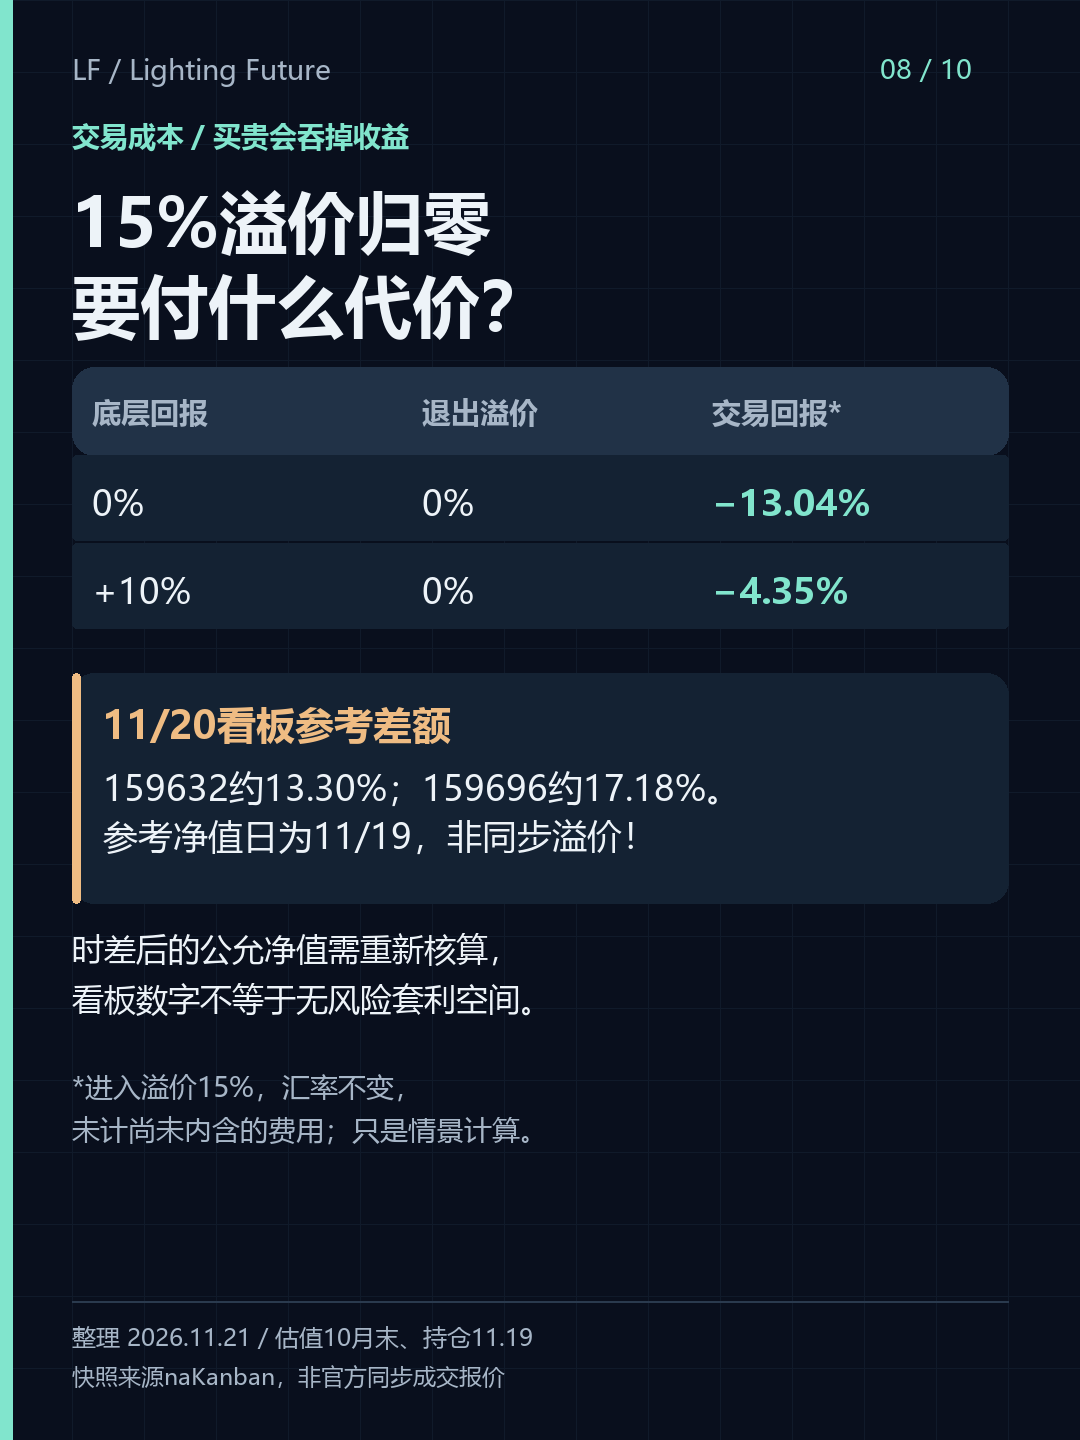 LF / Lighting Future
08 / 10
交易成本 / 买贵会吞掉收益
15%溢价归零
要付什么代价？
底层回报 退出溢价 交易回报*
0% 0% −13.04%
+10% 0% −4.35%
11/20看板参考差额
159632约13.30%；159696约17.18%。
参考净值日为11/19，非同步溢价！
时差后的公允净值需重新核算，
看板数字不等于无风险套利空间。
*进入溢价15%，汇率不变，
未计尚未内含的费用；只是情景计算。
整理 2026.11.21 / 估值10月末、持仓11.19
快照来源naKanban，非官方同步成交报价